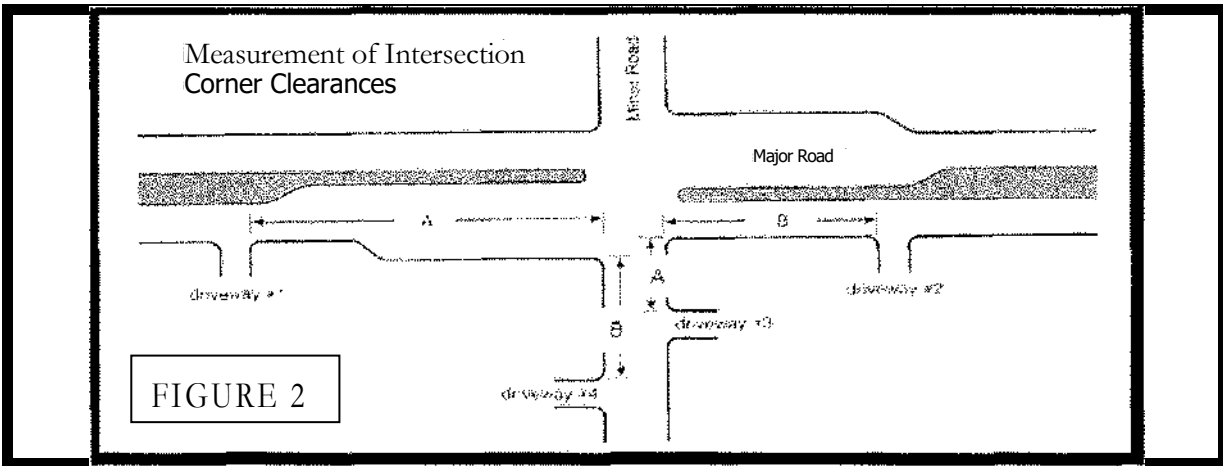 Measurement of Intersection
Corner Clearances
Minor Road
Major Road
A
B
A
B
driveway #1
driveway #2
driveway #3
driveway #4
FIGURE 2